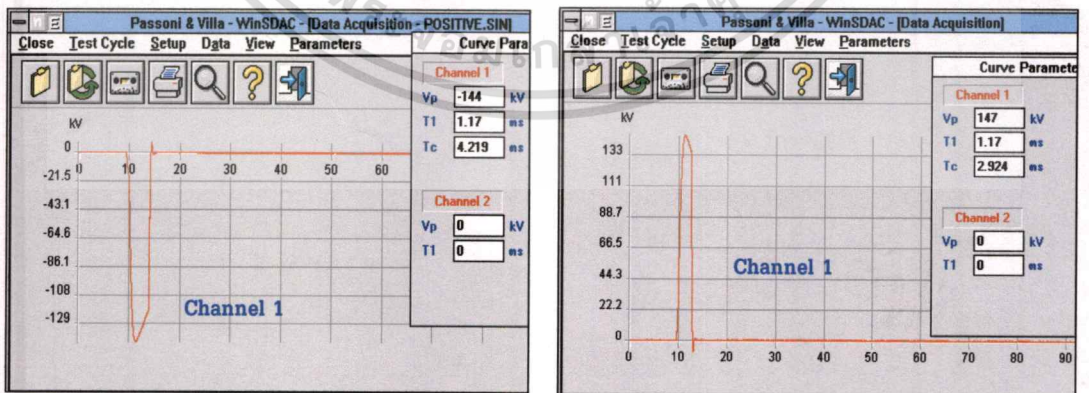 Passoni & Villa - WinSDAC - [Data Acquisition - POSITIVE.SIN]
Close Test Cycle Setup Data View Parameters
Curve Para
Channel 1
Vp -144 kV
T1 1.17 ms
Tc 4.219 ms
Channel 2
Vp 0 kV
T1 0 ms
kV
0
-21.5
-43.1
-64.6
-86.1
-108
-129
0 10 20 30 40 50 60
Channel 1
Passoni & Villa - WinSDAC - [Data Acquisition]
Close Test Cycle Setup Data View Parameters
Curve Paramete
Channel 1
Vp 147 kV
T1 1.17 ms
Tc 2.924 ms
Channel 2
Vp 0 kV
T1 0 ms
kV
133
111
88.7
66.5
44.3
22.2
0
0 10 20 30 40 50 60 70 80 90
Channel 1